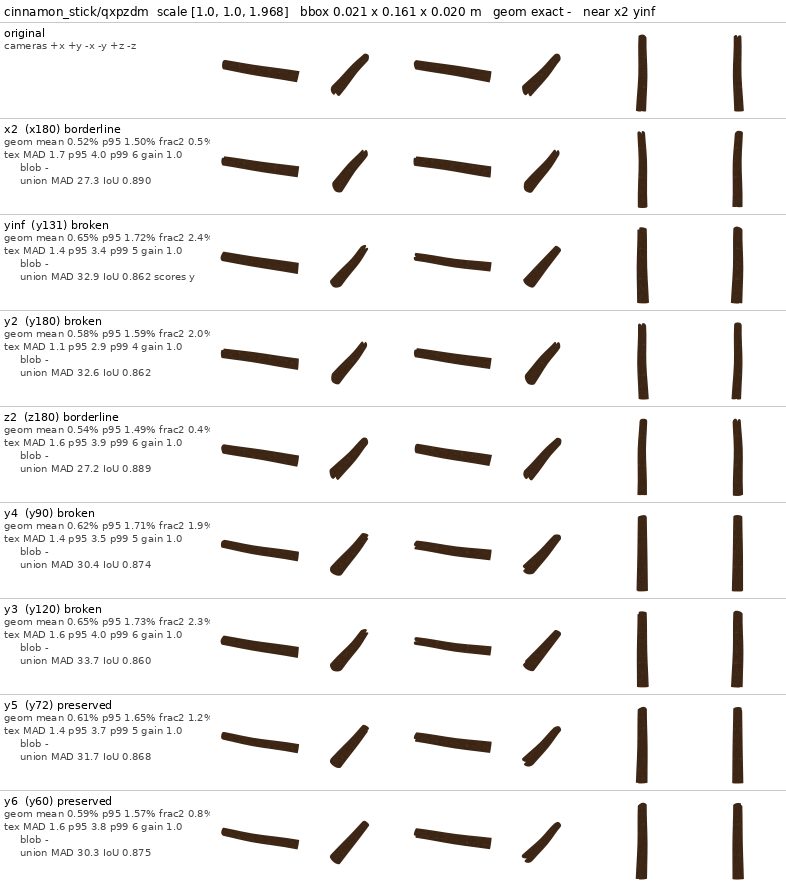 cinnamon_stick/qxpzdm  scale [1.0, 1.0, 1.968]   bbox 0.021 x 0.161 x 0.020 m   geom exact -   near x2 yinf
original
cameras +x +y -x -y +z -z
x2  (x180) borderline
geom mean 0.52% p95 1.50% frac2 0.5%
tex MAD 1.7 p95 4.0 p99 6 gain 1.0
blob -
union MAD 27.3 IoU 0.890
yinf  (y131) broken
geom mean 0.65% p95 1.72% frac2 2.4%
tex MAD 1.4 p95 3.4 p99 5 gain 1.0
blob -
union MAD 32.9 IoU 0.862 scores y
y2  (y180) broken
geom mean 0.58% p95 1.59% frac2 2.0%
tex MAD 1.1 p95 2.9 p99 4 gain 1.0
blob -
union MAD 32.6 IoU 0.862
z2  (z180) borderline
geom mean 0.54% p95 1.49% frac2 0.4%
tex MAD 1.6 p95 3.9 p99 6 gain 1.0
blob -
union MAD 27.2 IoU 0.889
y4  (y90) broken
geom mean 0.62% p95 1.71% frac2 1.9%
tex MAD 1.4 p95 3.5 p99 5 gain 1.0
blob -
union MAD 30.4 IoU 0.874
y3  (y120) broken
geom mean 0.65% p95 1.73% frac2 2.3%
tex MAD 1.6 p95 4.0 p99 6 gain 1.0
blob -
union MAD 33.7 IoU 0.860
y5  (y72) preserved
geom mean 0.61% p95 1.65% frac2 1.2%
tex MAD 1.4 p95 3.7 p99 5 gain 1.0
blob -
union MAD 31.7 IoU 0.868
y6  (y60) preserved
geom mean 0.59% p95 1.57% frac2 0.8%
tex MAD 1.6 p95 3.8 p99 6 gain 1.0
blob -
union MAD 30.3 IoU 0.875